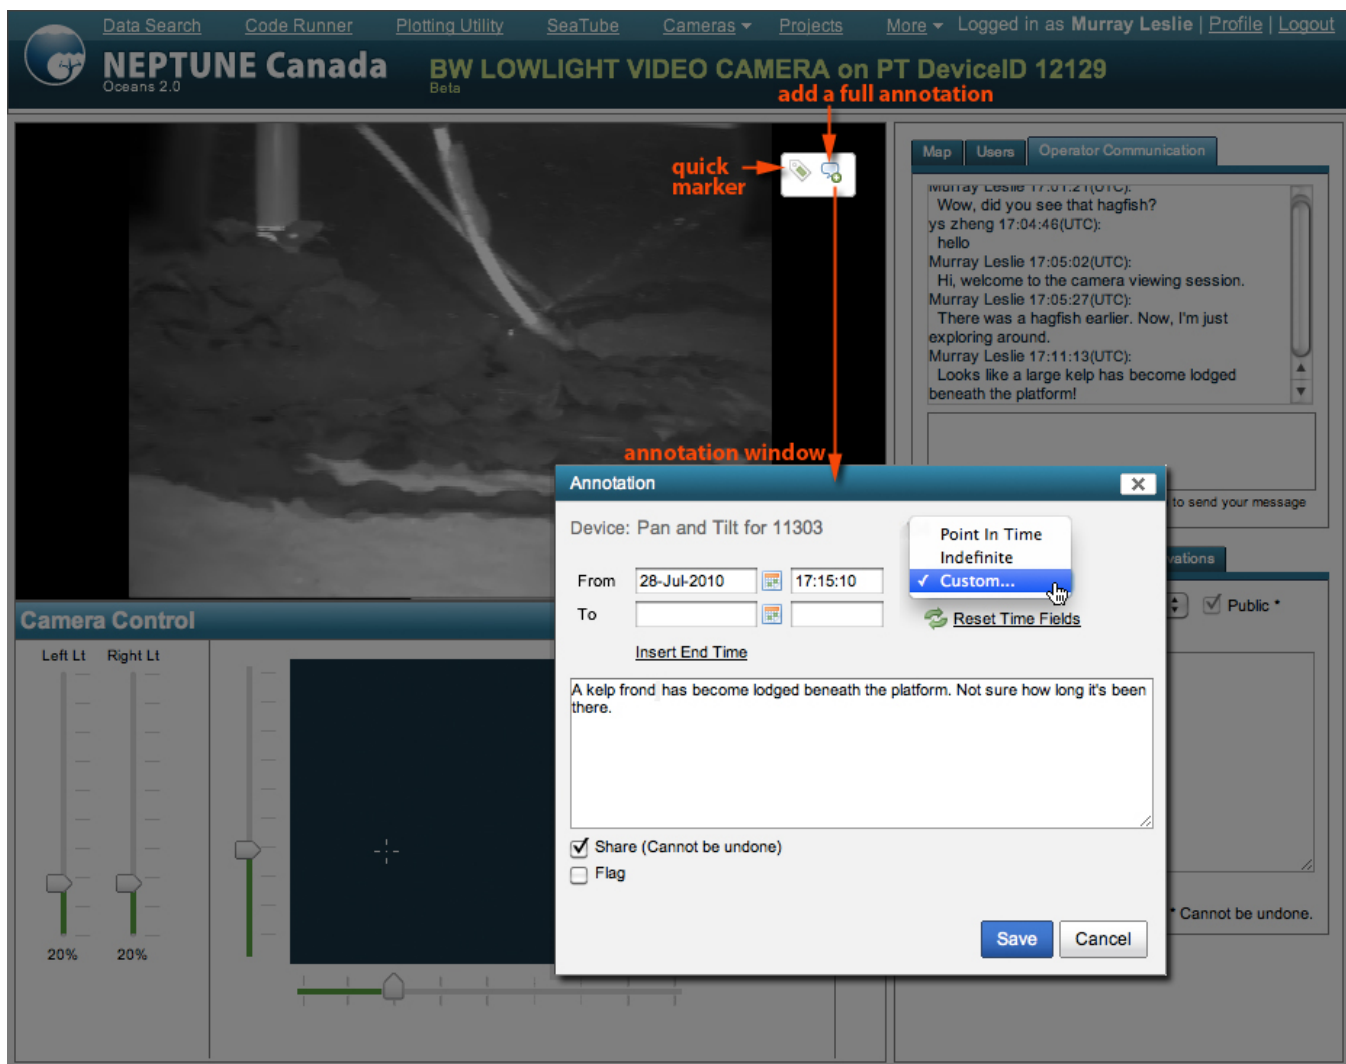 Data Search
Code Runner
Plotting Utility
SeaTube
Cameras
Projects
More
Logged in as Murray Leslie | Profile | Logout
NEPTUNE Canada
Oceans 2.0
BW LOWLIGHT VIDEO CAMERA on PT DeviceID 12129
Beta
add a full annotation
quick
marker
Map
Users
Operator Communication
Murray Leslie 17:01:21(UTC):
Wow, did you see that hagfish?
ys zheng 17:04:46(UTC):
hello
Murray Leslie 17:05:02(UTC):
Hi, welcome to the camera viewing session.
Murray Leslie 17:05:27(UTC):
There was a hagfish earlier. Now, I'm just
exploring around.
Murray Leslie 17:11:13(UTC):
Looks like a large kelp has become lodged
beneath the platform!
annotation window
to send your message
Annotation
Device: Pan and Tilt for 11303
Point In Time
Indefinite
✓ Custom...
From 28-Jul-2010 17:15:10
To
Reset Time Fields
Insert End Time
vations
Public *
A kelp frond has become lodged beneath the platform. Not sure how long it's been
there.
Share (Cannot be undone)
Flag
* Cannot be undone.
Save
Cancel
Camera Control
Left Lt
Right Lt
20%
20%